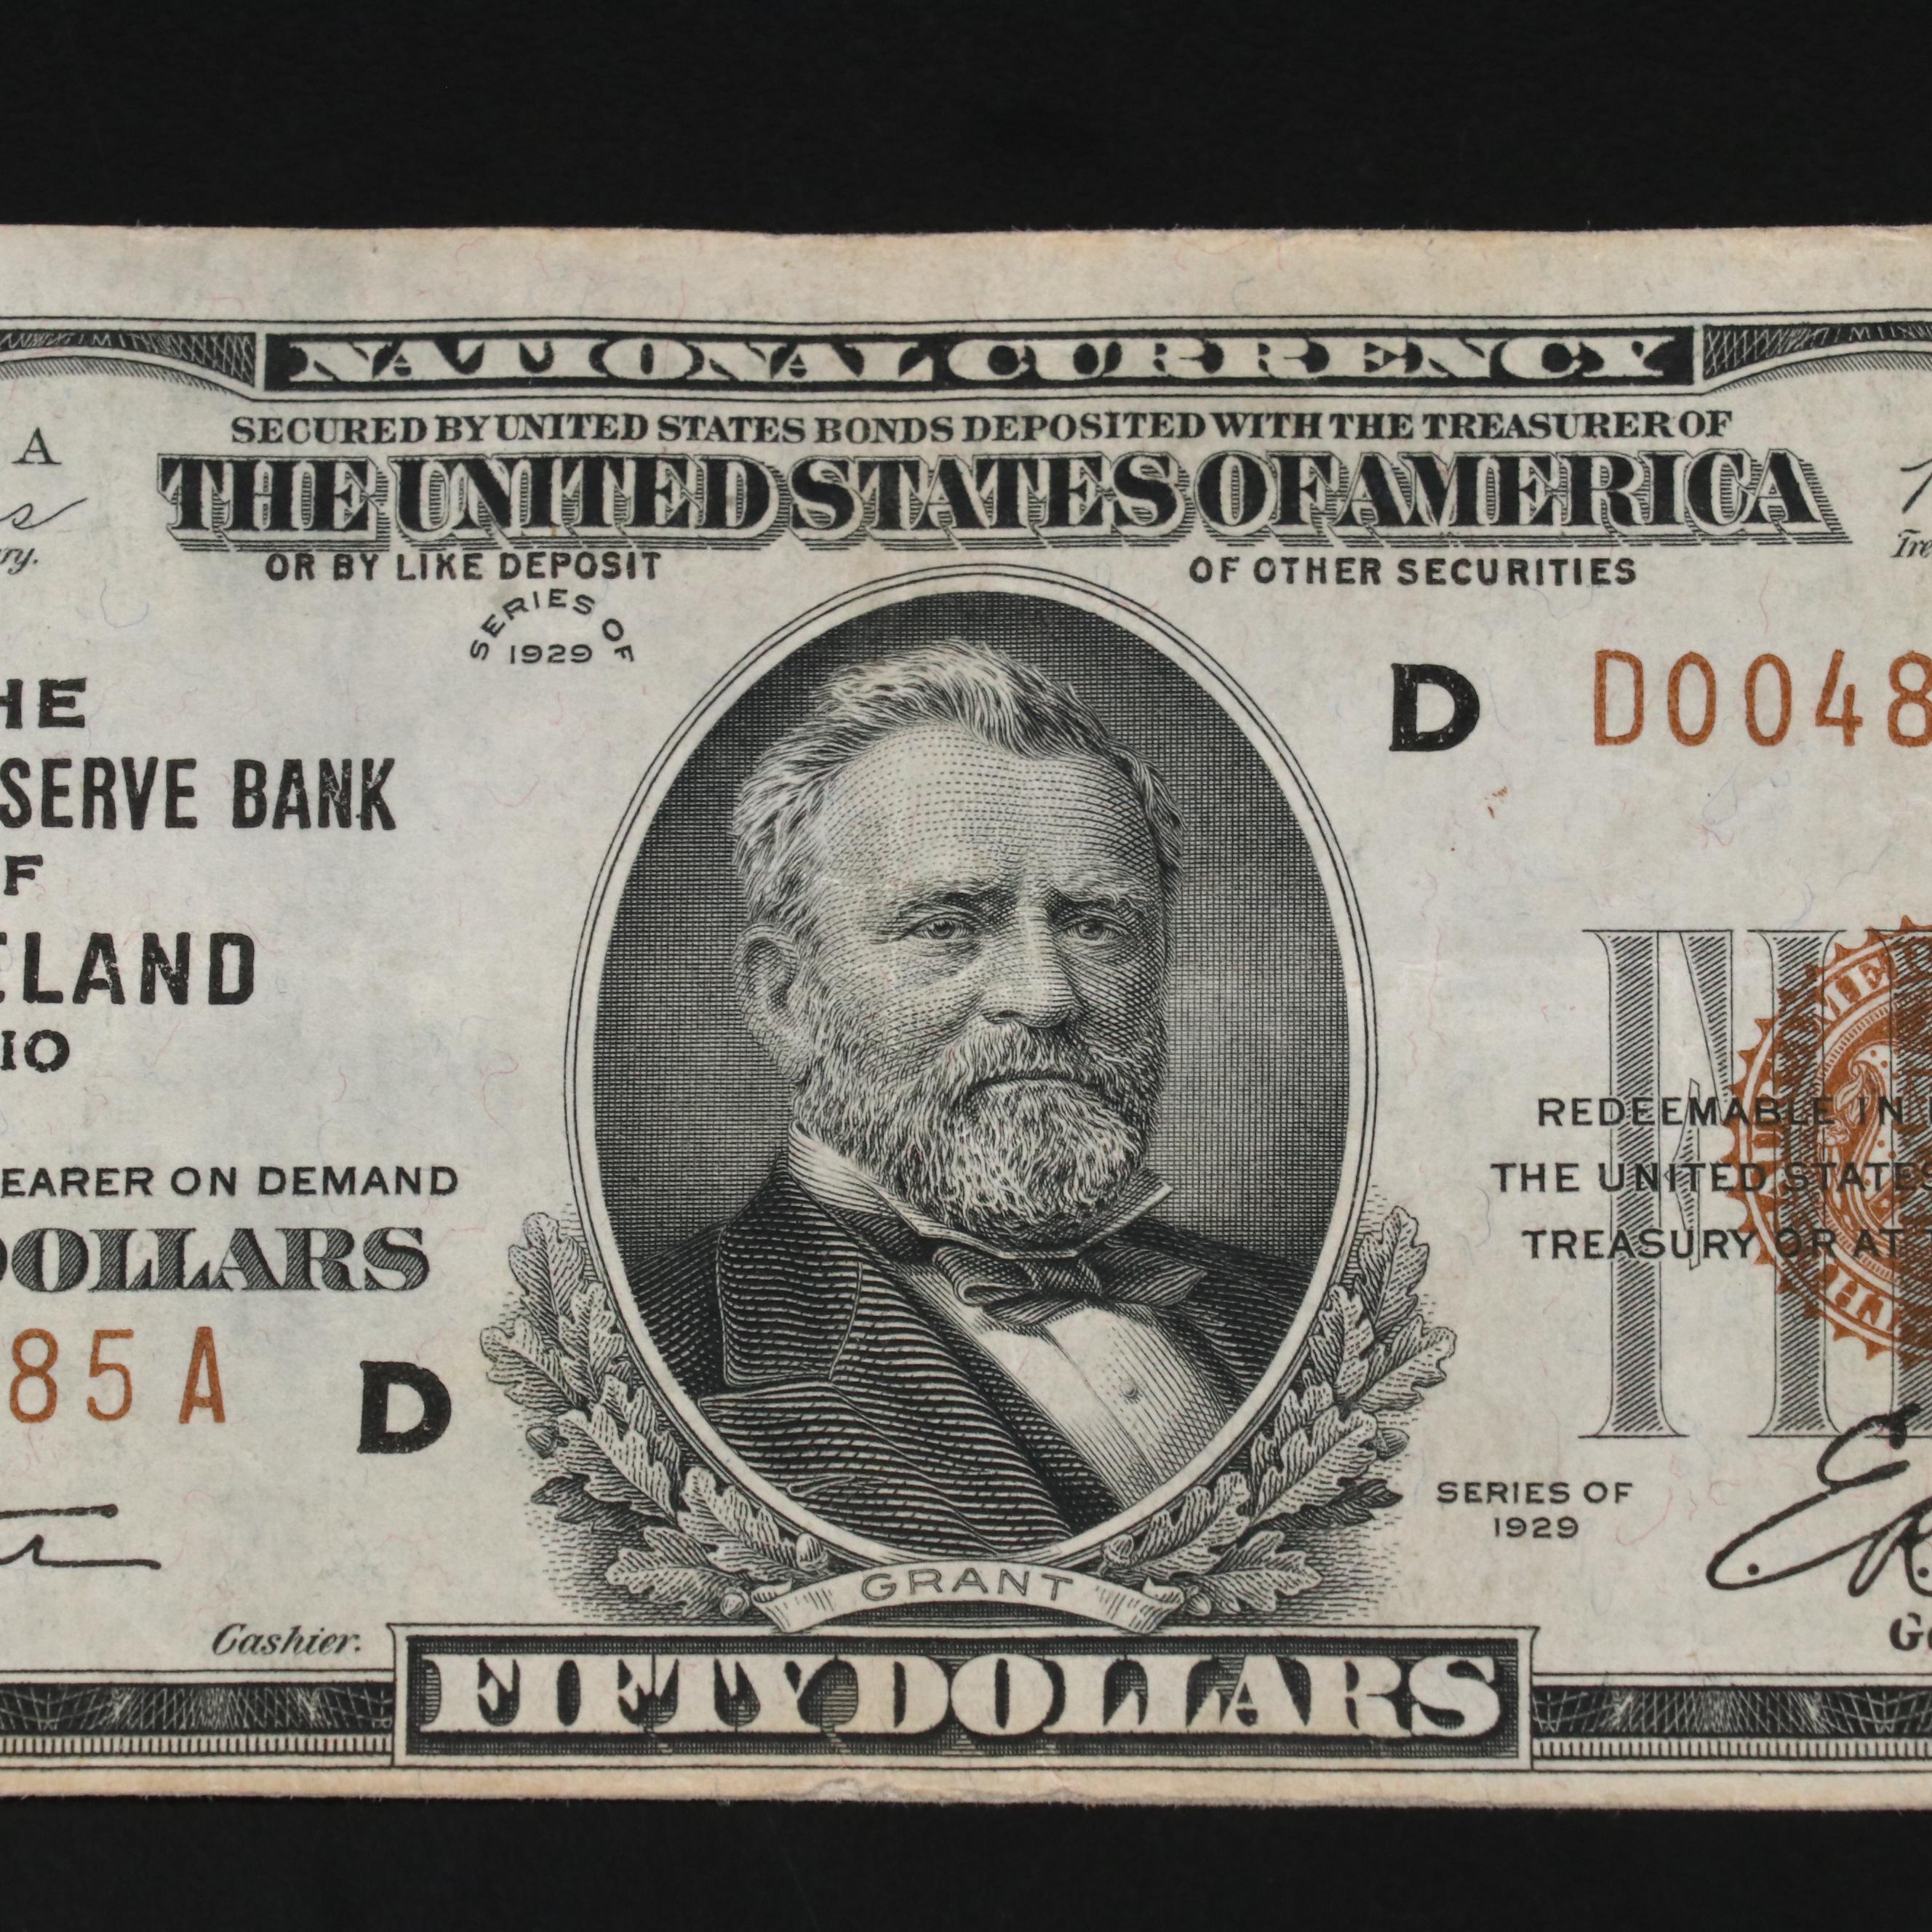 NATIONAL CURRENCY
SECURED BY UNITED STATES BONDS DEPOSITED WITH THE TREASURER OF
THE UNITED STATES OF AMERICA
OR BY LIKE DEPOSIT OF OTHER SECURITIES
A
SERIES OF
1929
D D0048
HE
SERVE BANK
F
ELAND
IO
REDEEMABLE IN
EARER ON DEMAND
THE UNITED STATES
DOLLARS
TREASURY OR AT
85A
D
SERIES OF
1929
GRANT
Cashier.
FIFTY DOLLARS